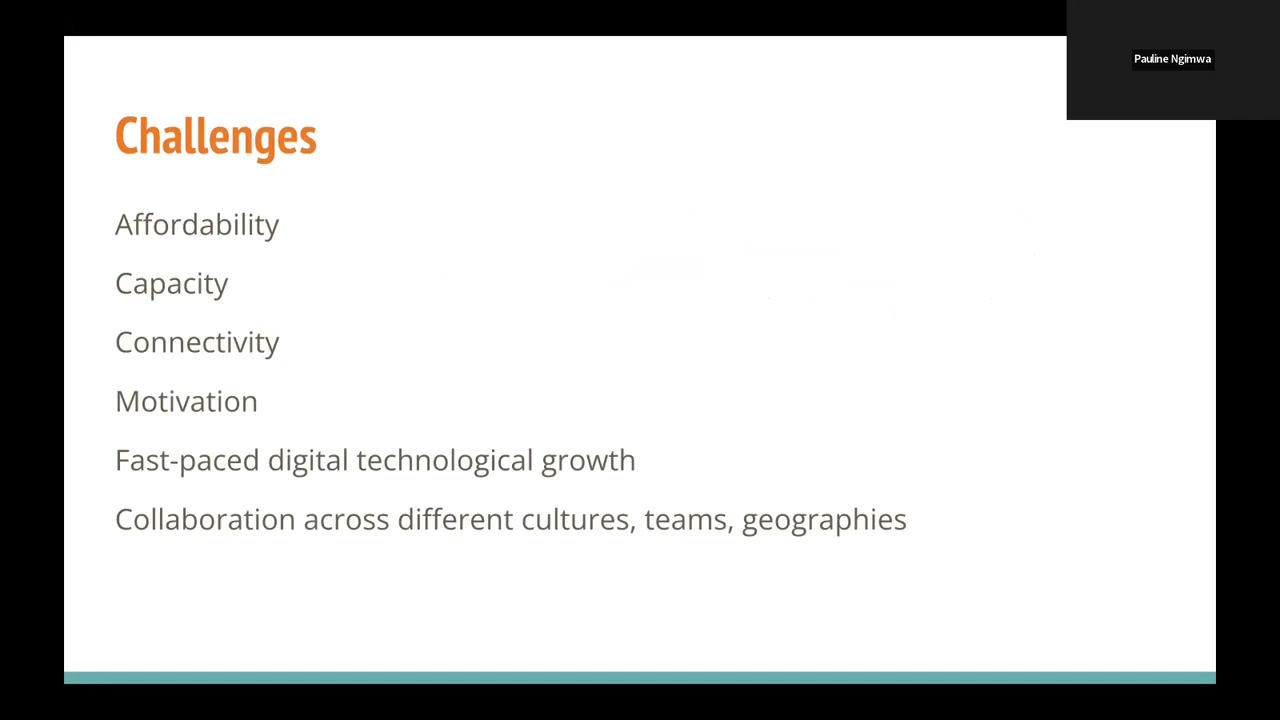 Pauline Ngimwa
Challenges
Affordability
Capacity
Connectivity
Motivation
Fast-paced digital technological growth
Collaboration across different cultures, teams, geographies